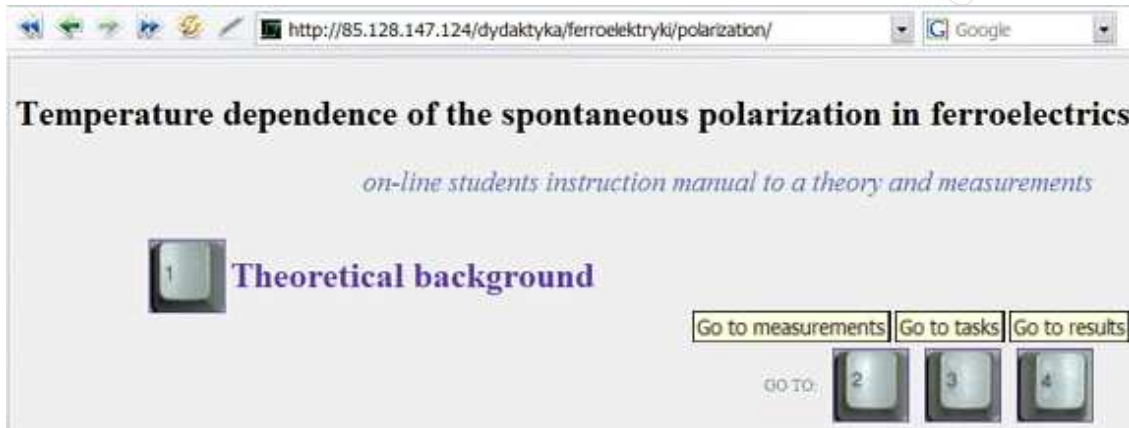 http://85.128.147.124/dydaktyka/ferroelektryki/polarization/ G Google
Temperature dependence of the spontaneous polarization in ferroelectrics
on-line students instruction manual to a theory and measurements
1 Theoretical background
Go to measurements Go to tasks Go to results
GO TO: 2 3 4